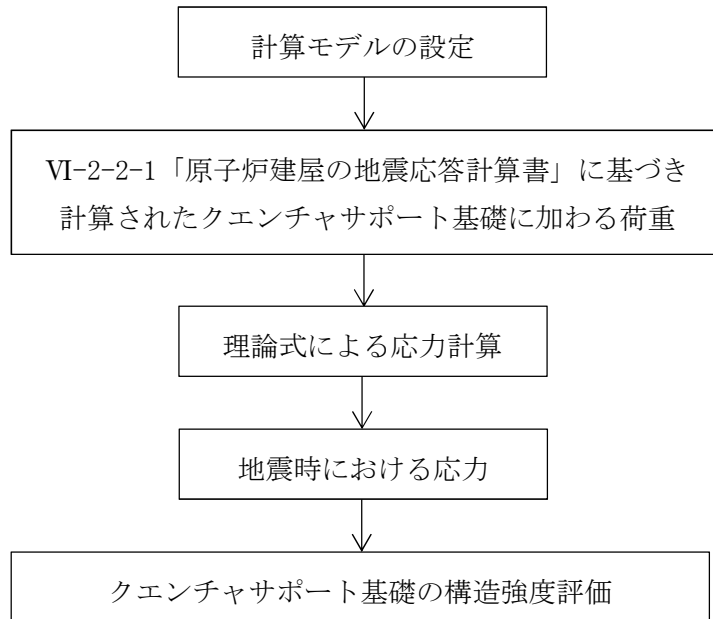 計算モデルの設定
Ⅵ-2-2-1「原子炉建屋の地震応答計算書」に基づき
計算されたクエンチャサポート基礎に加わる荷重
理論式による応力計算
地震時における応力
クエンチャサポート基礎の構造強度評価